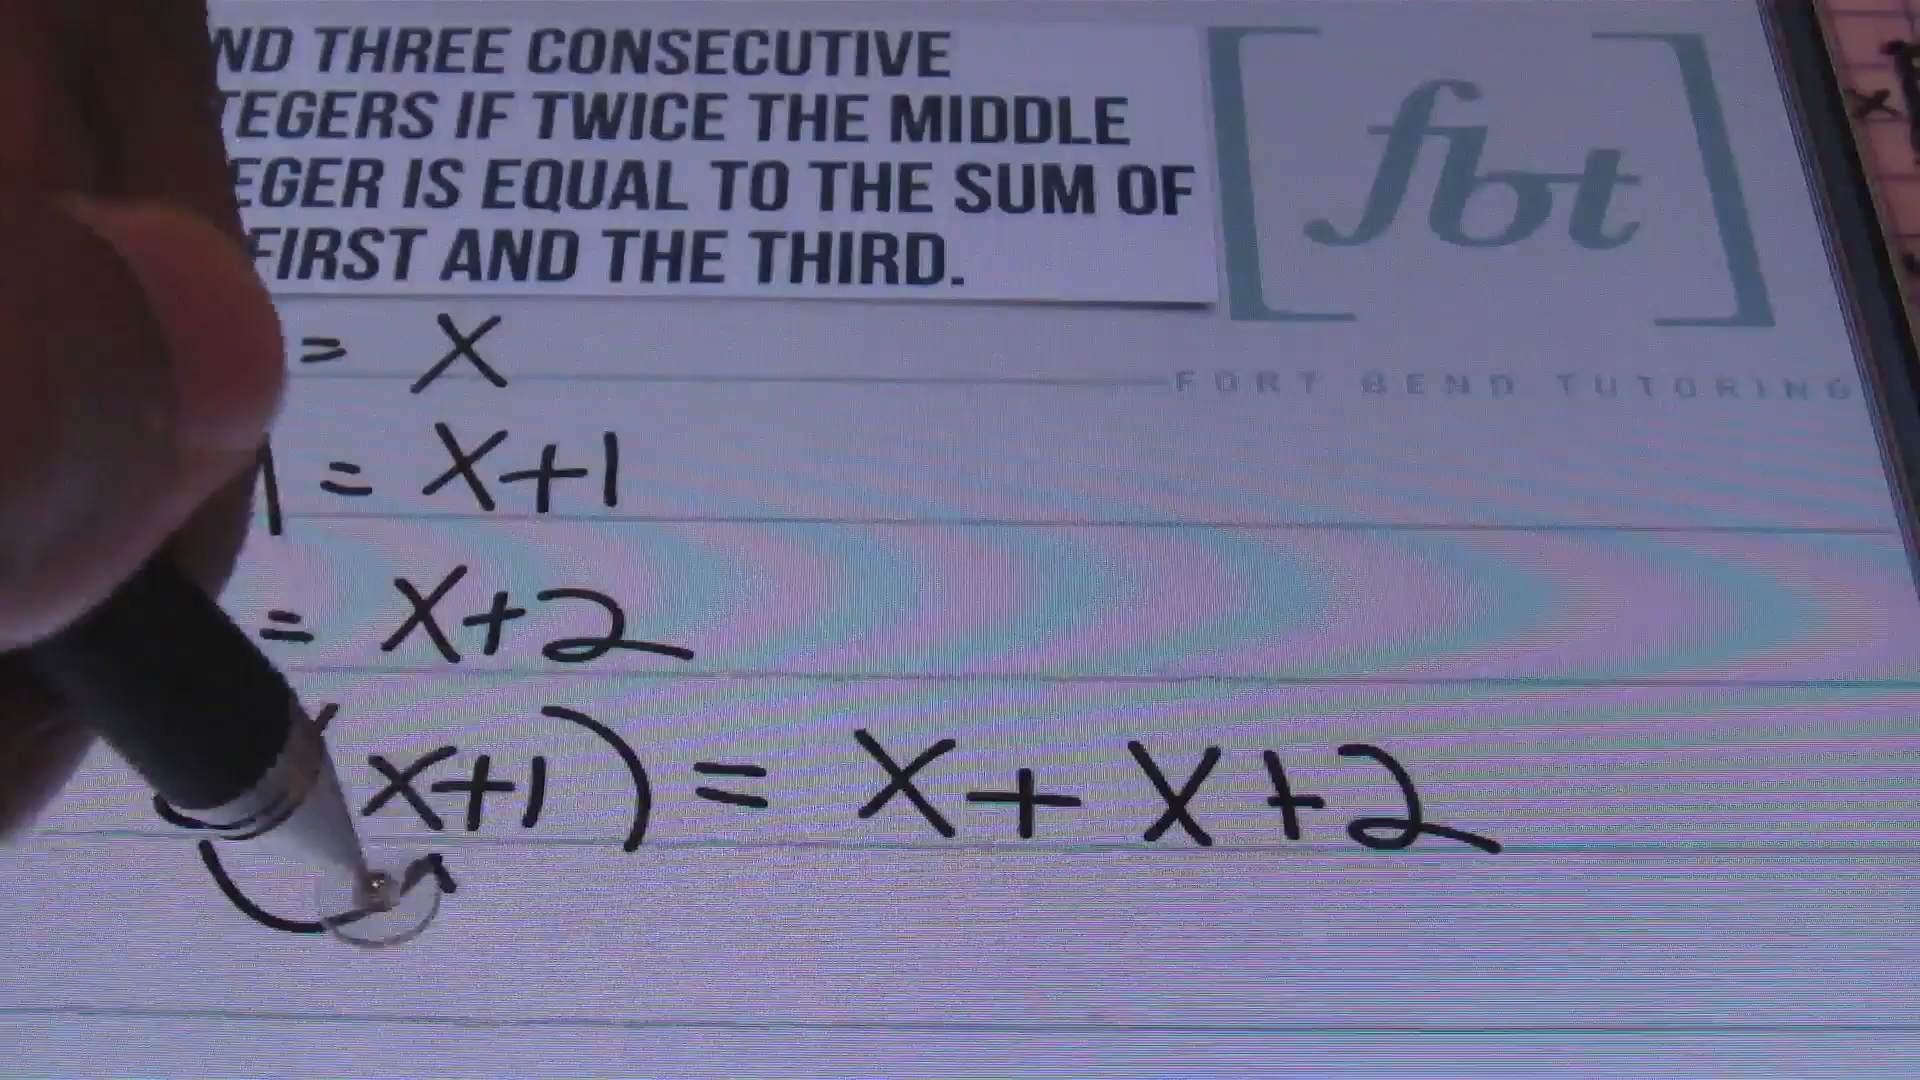 ND THREE CONSECUTIVE
TEGERS IF TWICE THE MIDDLE
EGER IS EQUAL TO THE SUM OF
FIRST AND THE THIRD.
fbt
FORT BEND TUTORING
= x
= x+1
= x+2
(x+1) = x + x+2